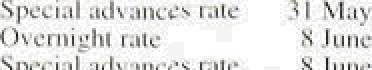 Special advances rate 31 May
Overnight rate 8 June
Special advances rate 8 June